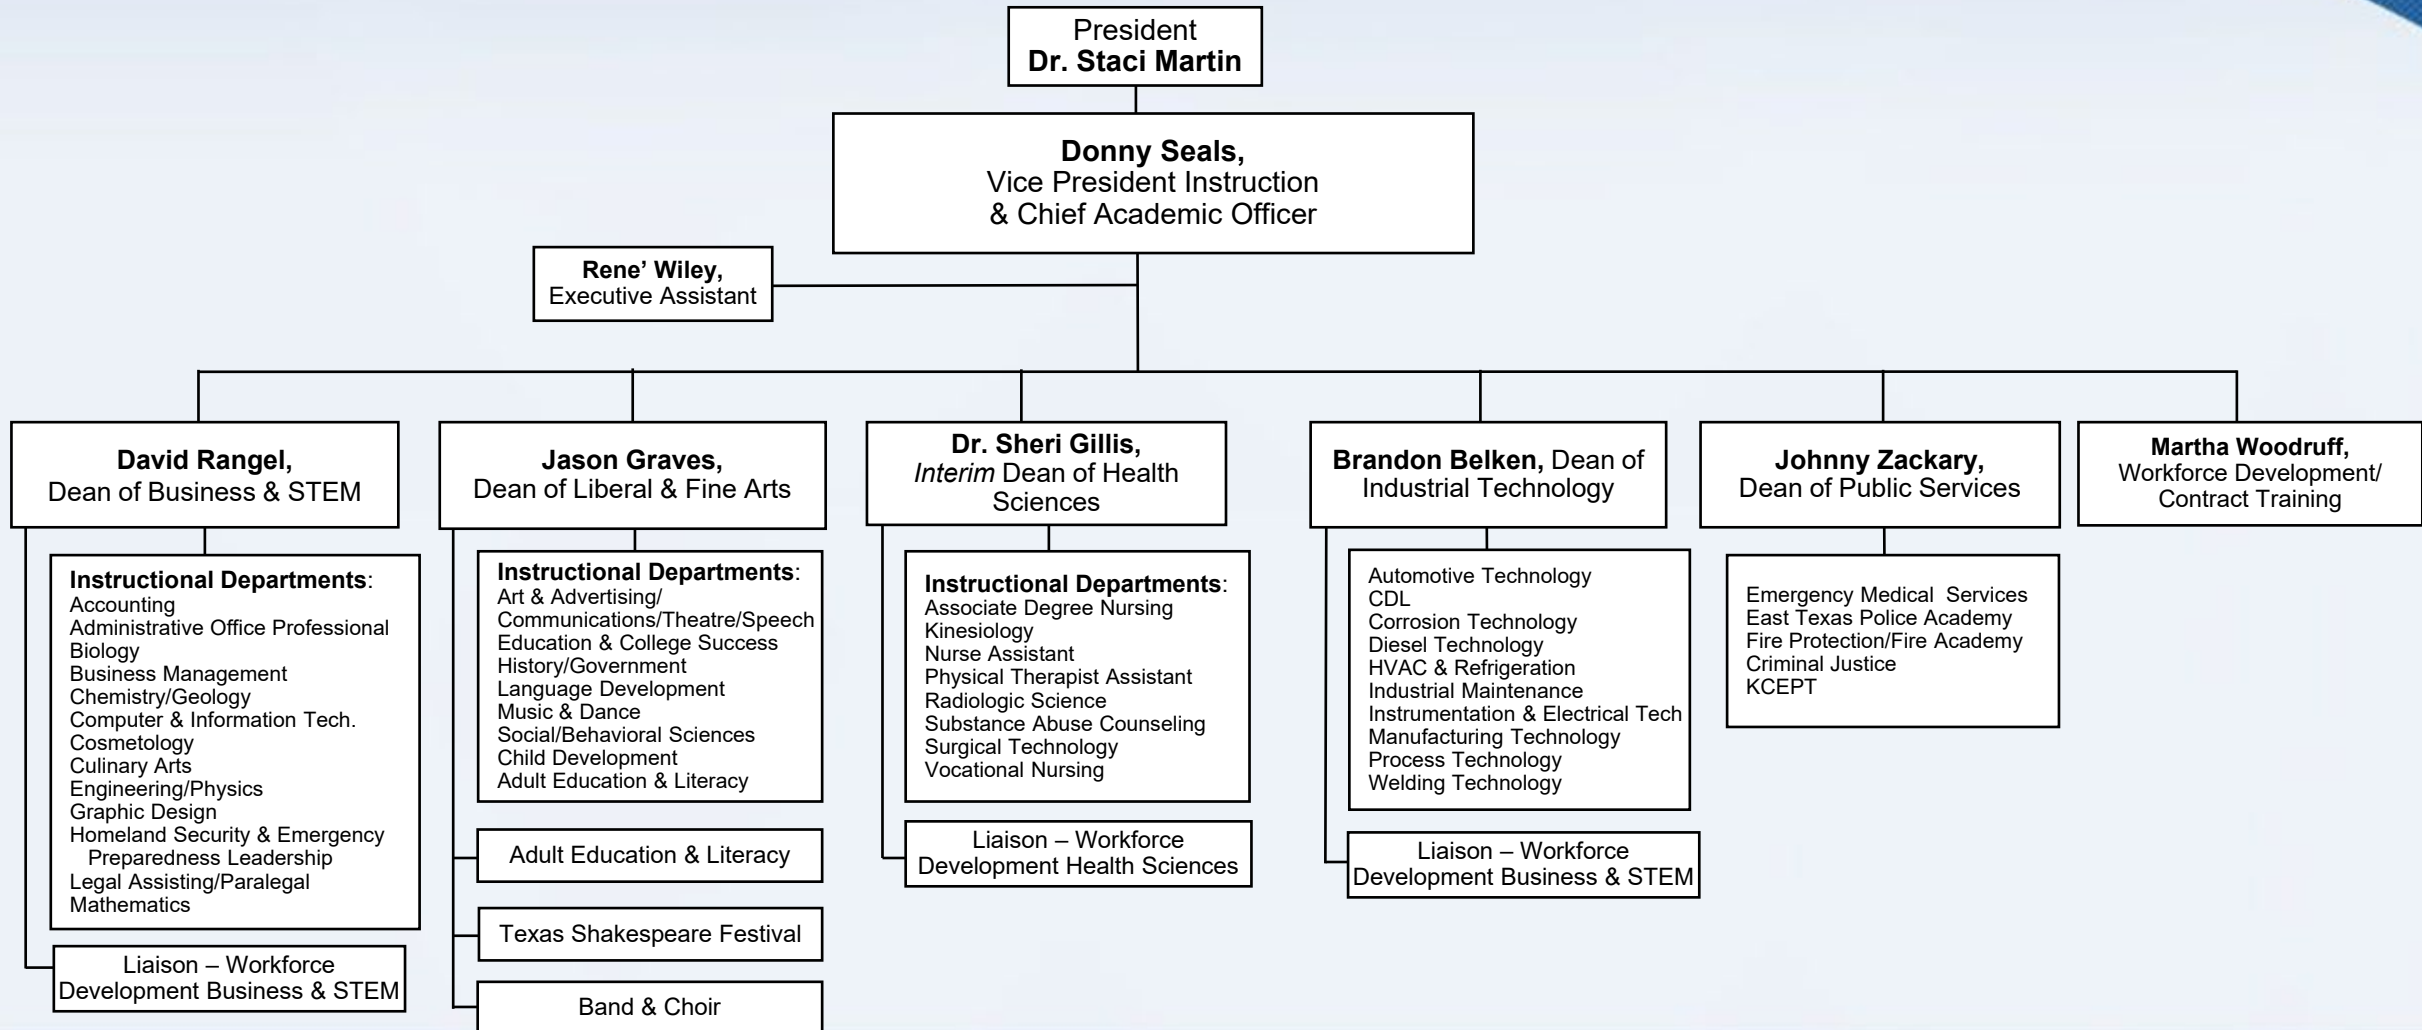 President
Dr. Staci Martin
Donny Seals,
Vice President Instruction
& Chief Academic Officer
Rene’ Wiley,
Executive Assistant
David Rangel,
Dean of Business & STEM
Instructional Departments:
Accounting
Administrative Office Professional
Biology
Business Management
Chemistry/Geology
Computer & Information Tech.
Cosmetology
Culinary Arts
Engineering/Physics
Graphic Design
Homeland Security & Emergency
Preparedness Leadership
Legal Assisting/Paralegal
Mathematics
Liaison – Workforce
Development Business & STEM
Jason Graves,
Dean of Liberal & Fine Arts
Instructional Departments:
Art & Advertising/
Communications/Theatre/Speech
Education & College Success
History/Government
Language Development
Music & Dance
Social/Behavioral Sciences
Child Development
Adult Education & Literacy
Adult Education & Literacy
Texas Shakespeare Festival
Band & Choir
Dr. Sheri Gillis,
Interim Dean of Health
Sciences
Instructional Departments:
Associate Degree Nursing
Kinesiology
Nurse Assistant
Physical Therapist Assistant
Radiologic Science
Substance Abuse Counseling
Surgical Technology
Vocational Nursing
Liaison – Workforce
Development Health Sciences
Brandon Belken, Dean of
Industrial Technology
Automotive Technology
CDL
Corrosion Technology
Diesel Technology
HVAC & Refrigeration
Industrial Maintenance
Instrumentation & Electrical Tech
Manufacturing Technology
Process Technology
Welding Technology
Liaison – Workforce
Development Business & STEM
Johnny Zackary,
Dean of Public Services
Emergency Medical  Services
East Texas Police Academy
Fire Protection/Fire Academy
Criminal Justice
KCEPT
Martha Woodruff,
Workforce Development/
Contract Training